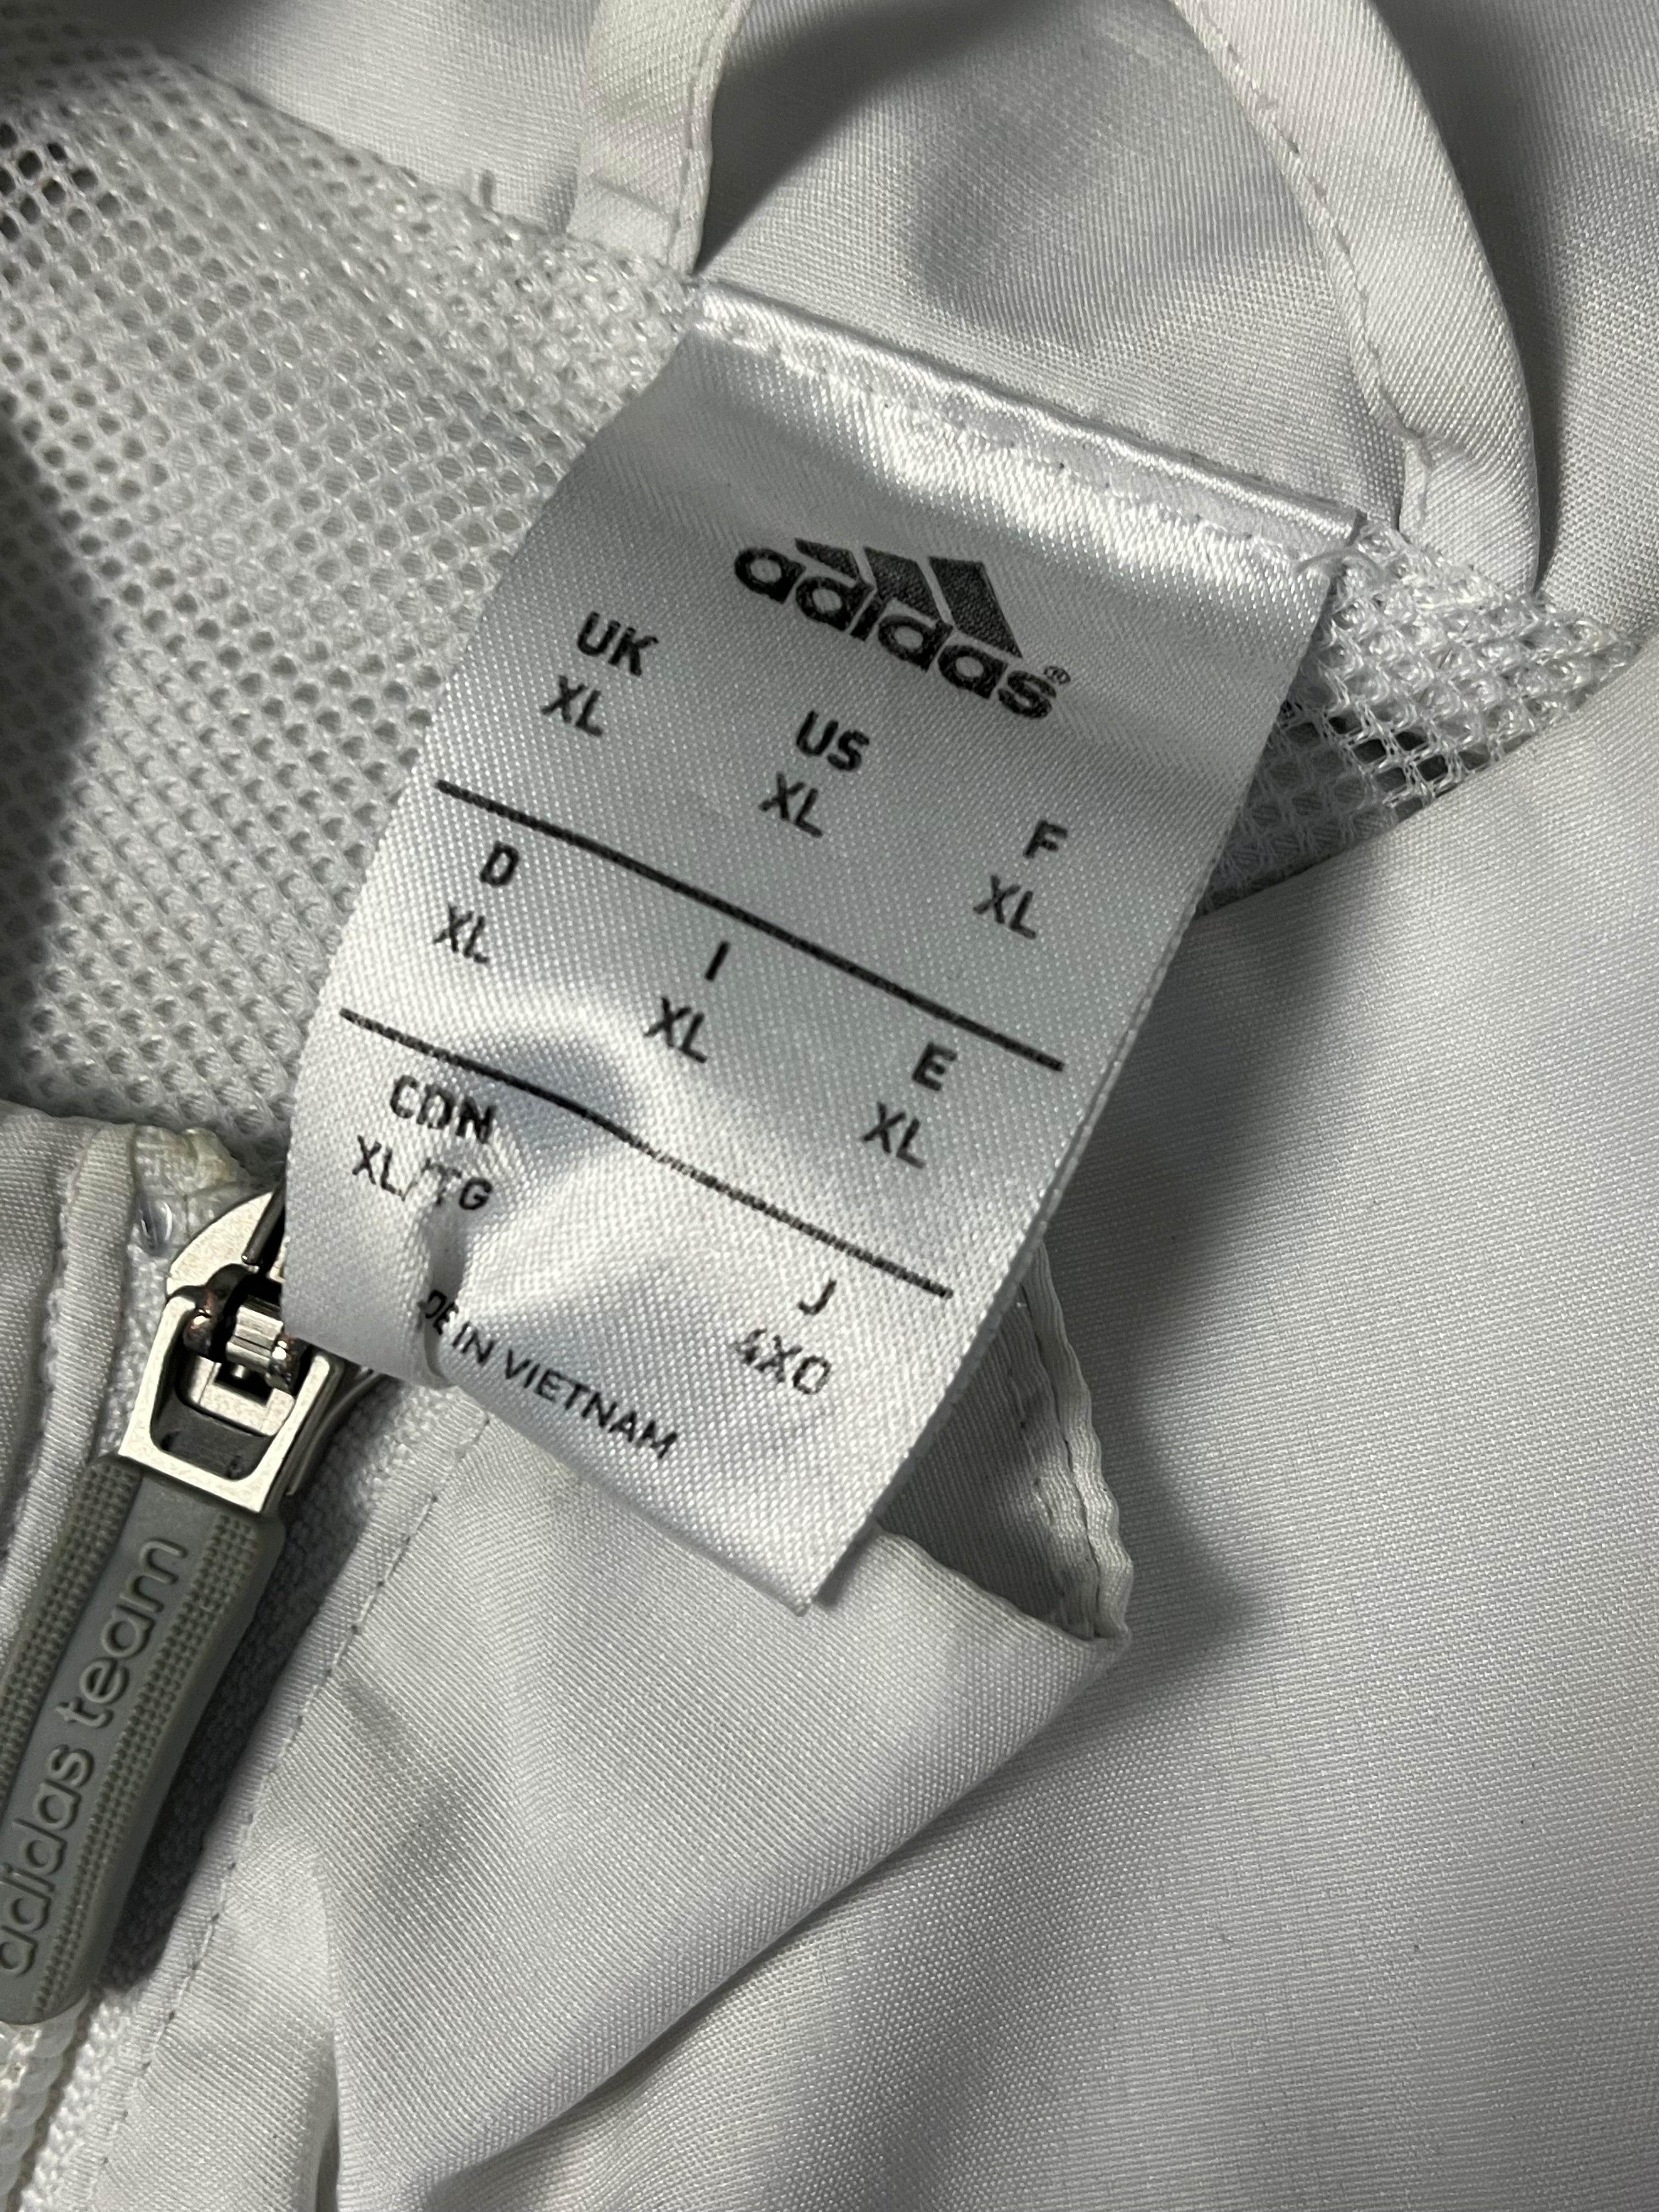 adidas®
UK US F
XL XL XL
D I E
XL XL XL
CDN J
XL/TG 4XO
DE IN VIETNAM
adidas team